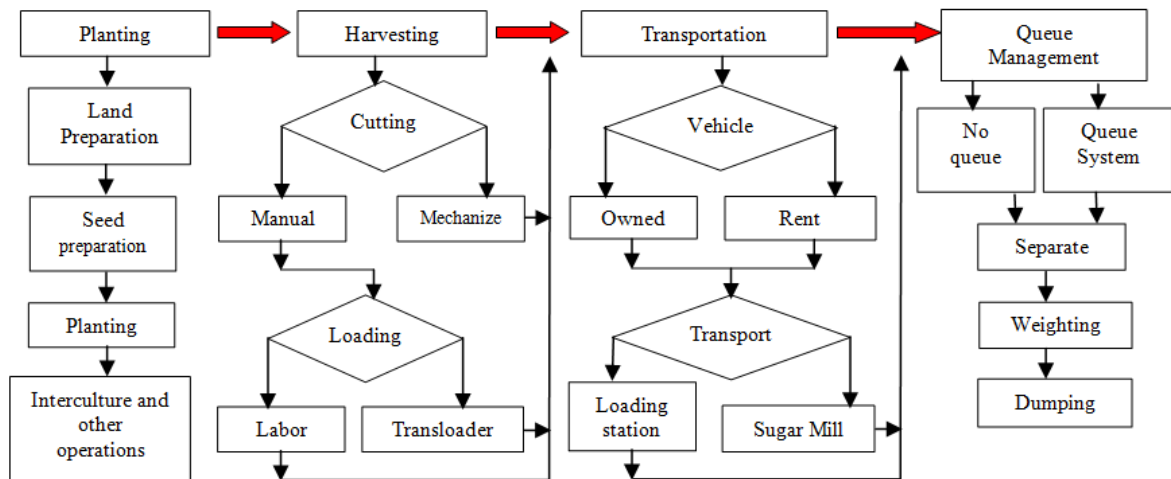 Planting
Harvesting
Transportation
Queue
Management
Land
Preparation
Seed
preparation
Planting
Interculture and
other
operations
Cutting
Manual
Mechanize
Loading
Labor
Transloader
Vehicle
Owned
Rent
Transport
Loading
station
Sugar Mill
No
queue
Queue
System
Separate
Weighting
Dumping